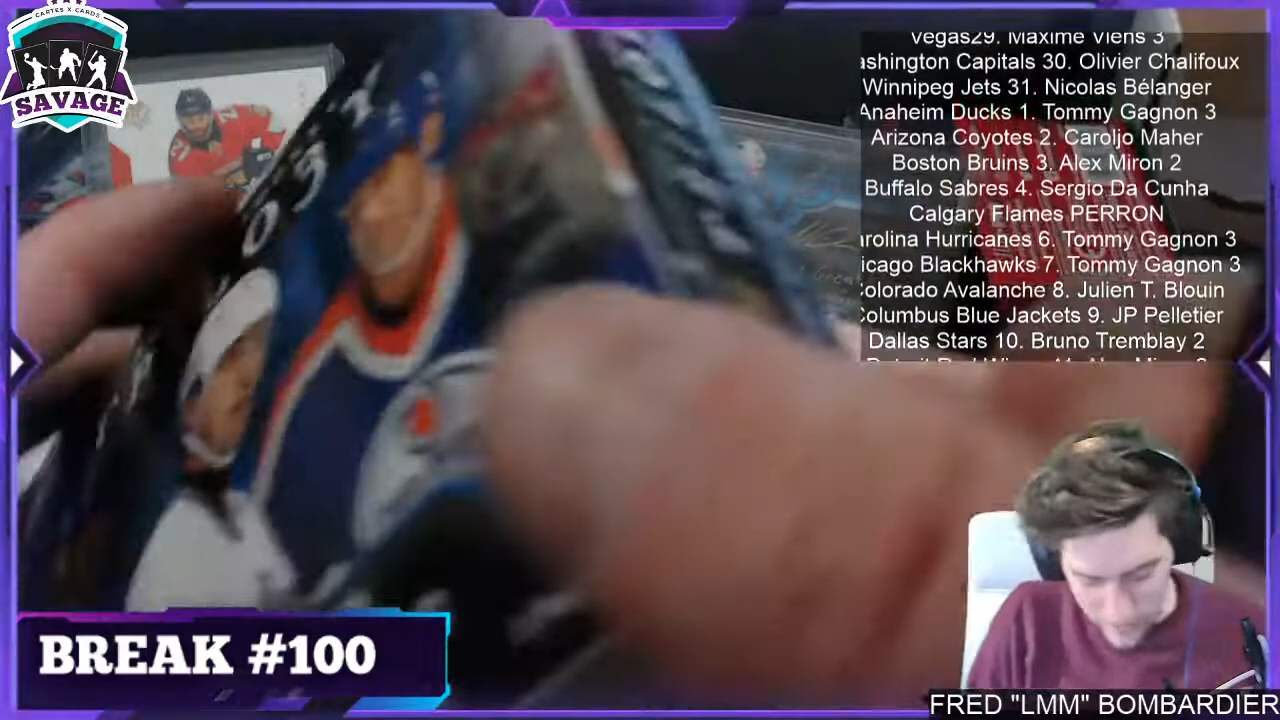 CARTES X CARDS
SAVAGE
Vegas29. Maxime Viens 3
ashington Capitals 30. Olivier Chalifoux
Winnipeg Jets 31. Nicolas Bélanger
Anaheim Ducks 1. Tommy Gagnon 3
Arizona Coyotes 2. Caroljo Maher
Boston Bruins 3. Alex Miron 2
Buffalo Sabres 4. Sergio Da Cunha
Calgary Flames PERRON
arolina Hurricanes 6. Tommy Gagnon 3
icago Blackhawks 7. Tommy Gagnon 3
Colorado Avalanche 8. Julien T. Blouin
Columbus Blue Jackets 9. JP Pelletier
Dallas Stars 10. Bruno Tremblay 2
BREAK #100
FRED "LMM" BOMBARDIER